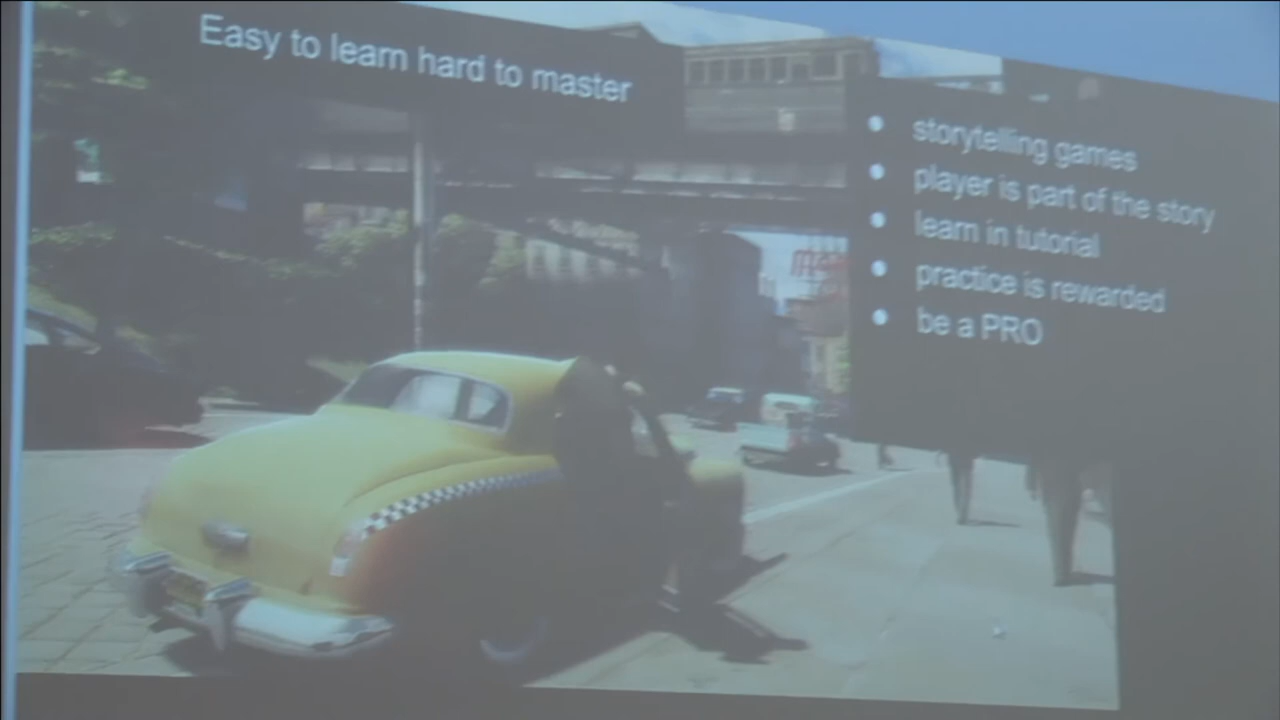 Easy to learn hard to master
storytelling games
player is part of the story
learn in tutorial
practice is rewarded
be a PRO